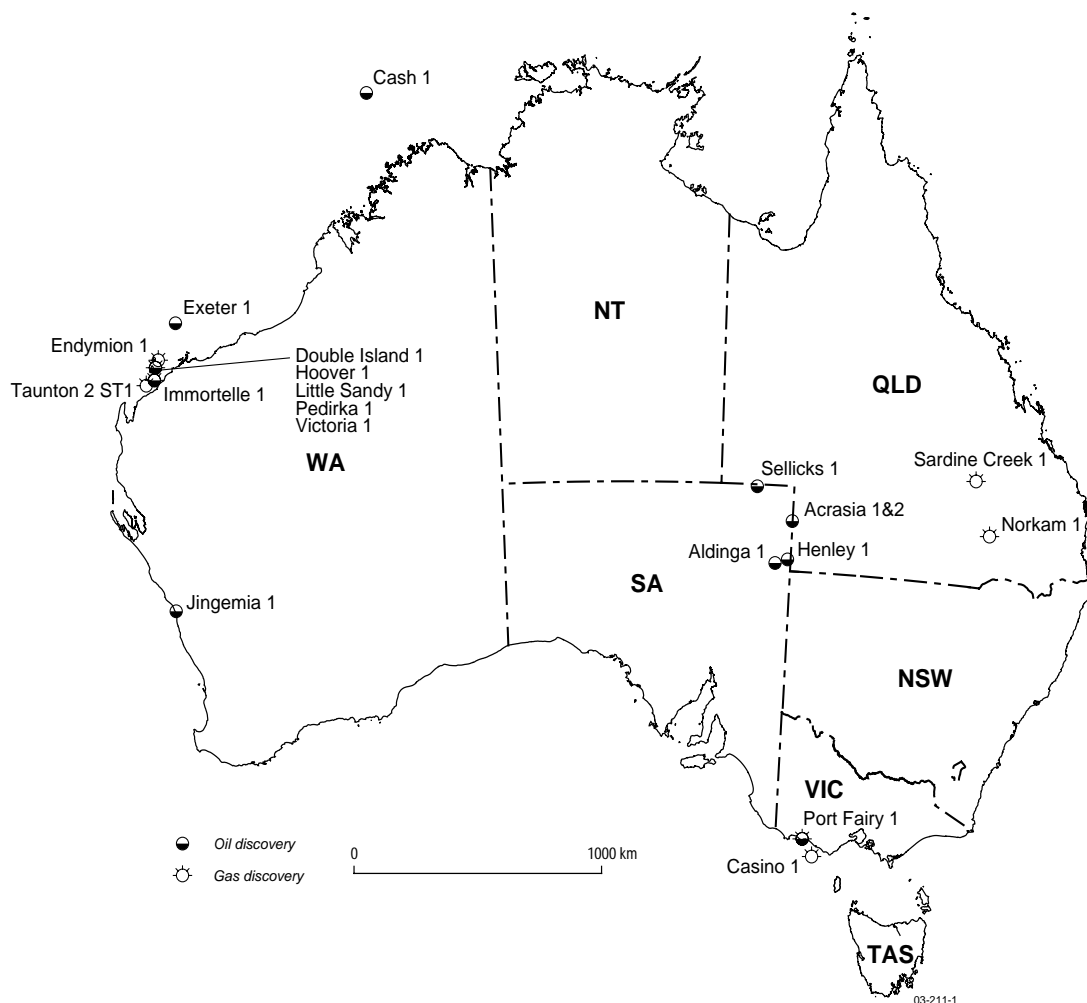 Cash 1
Exeter 1
Endymion 1
Double Island 1
Hoover 1
Little Sandy 1
Pedirka 1
Victoria 1
Taunton 2 ST1
Immortelle 1
NT
QLD
WA
Sardine Creek 1
Sellicks 1
Acrasia 1&2
Norkam 1
Aldinga 1
Henley 1
SA
Jingemia 1
NSW
VIC
Port Fairy 1
Casino 1
Oil discovery
Gas discovery
0
1000 km
TAS
03-211-1